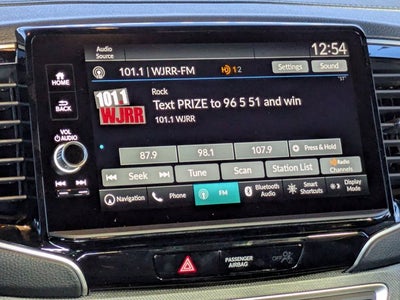 Audio
Source
12:54
HOME
101.1 | WJRR-FM
HD 12
Settings
Sound
Rock
Text PRIZE to 96 5 51 and win
101.1 WJRR
101.1
WJRR
BACK
VOL
AUDIO
87.9
98.1
107.9
Press & Hold
Seek
Tune
Scan
Station List
Radio
Channels
Navigation
Phone
FM
Bluetooth
Audio
Smart
Shortcuts
Display
Mode
PASSENGER
AIRBAG
OFF